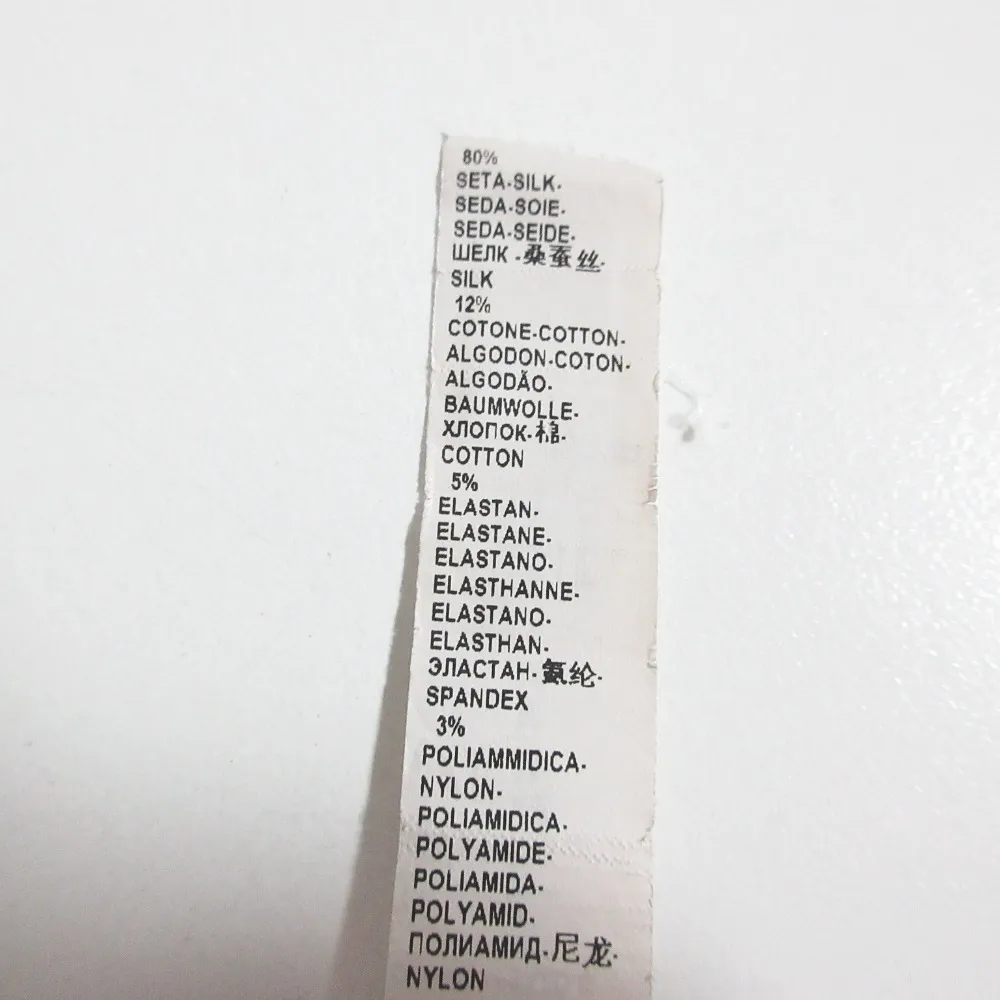 80%
SETA-SILK-
SEDA-SOIE-
SEDA-SEIDE-
ШЕЛК -桑蚕丝-
SILK
12%
COTONE-COTTON-
ALGODON-COTON-
ALGODÃO-
BAUMWOLLE-
ХЛОПОК-棉-
COTTON
5%
ELASTAN-
ELASTANE-
ELASTANO-
ELASTHANNE-
ELASTANO-
ELASTHAN-
ЭЛАСТАН-氨纶-
SPANDEX
3%
POLIAMMIDICA-
NYLON-
POLIAMIDICA-
POLYAMIDE-
POLIAMIDA-
POLYAMID-
ПОЛИАМИД-尼龙-
NYLON